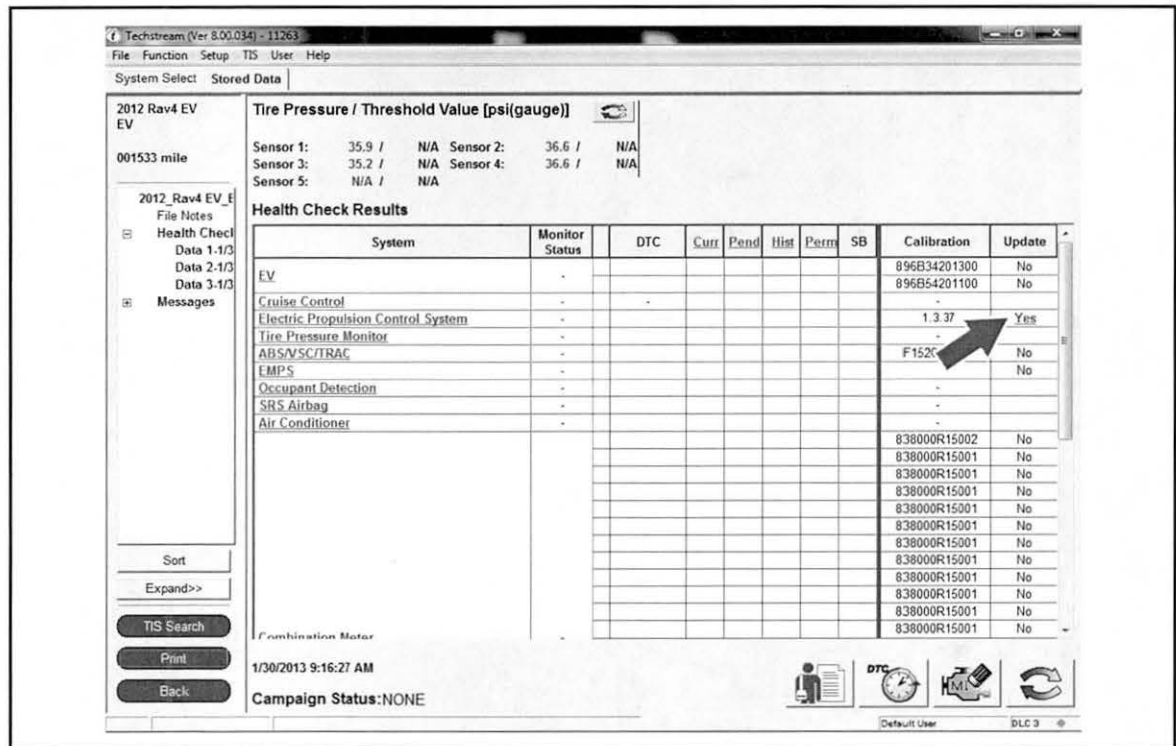 Techstream (Ver 8.00.034) - 11263
File Function Setup TIS User Help
System Select Stored Data
2012 Rav4 EV
EV
001533 mile
2012_Rav4 EV_E
File Notes
Health Checl
Data 1-1/3
Data 2-1/3
Data 3-1/3
Messages
Sort
Expand>>
TIS Search
Print
Back
Tire Pressure / Threshold Value [psi(gauge)]
Sensor 1: 35.9 / N/A Sensor 2: 36.6 / N/A
Sensor 3: 35.2 / N/A Sensor 4: 36.6 / N/A
Sensor 5: N/A / N/A
Health Check Results
System Monitor Status DTC Curr Pend Hist Perm SB Calibration Update
EV - 896B34201300 No
896B54201100 No
Cruise Control - - -
Electric Propulsion Control System - 1.3.37 Yes
Tire Pressure Monitor - -
ABS/VSC/TRAC - F152 No
EMPS - No
Occupant Detection - -
SRS Airbag - -
Air Conditioner - -
838000R15002 No
838000R15001 No
838000R15001 No
838000R15001 No
838000R15001 No
838000R15001 No
838000R15001 No
838000R15001 No
838000R15001 No
838000R15001 No
838000R15001 No
Combination Meter - 838000R15001 No
1/30/2013 9:16:27 AM
Campaign Status:NONE
DTC
MI
Default User DLC 3